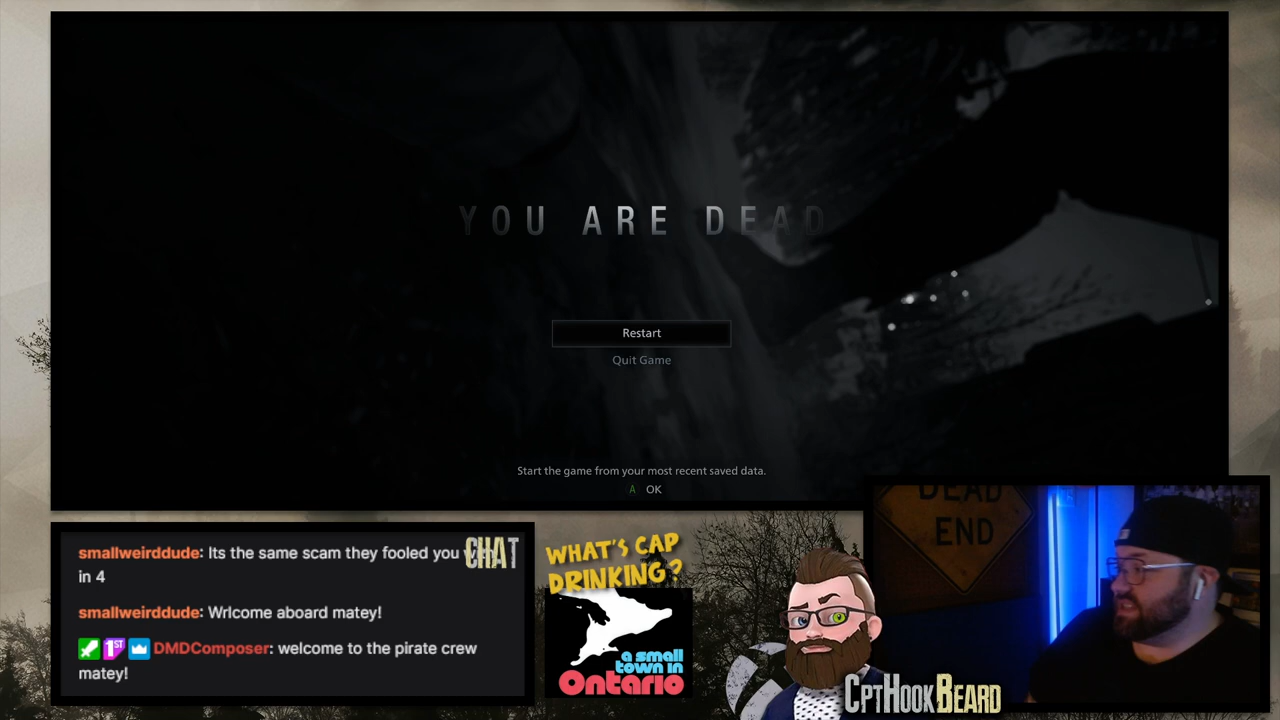 YOU ARE DEAD
Restart
Quit Game
Start the game from your most recent saved data.
A OK
DEAD
END
CHAT
smallweirddude: Its the same scam they fooled you
in 4
smallweirddude: Wrlcome aboard matey!
1ST DMDComposer: welcome to the pirate crew
matey!
WHAT'S CAP
DRINKING?
a small
town in
Ontario
CPTHOOKBEARD